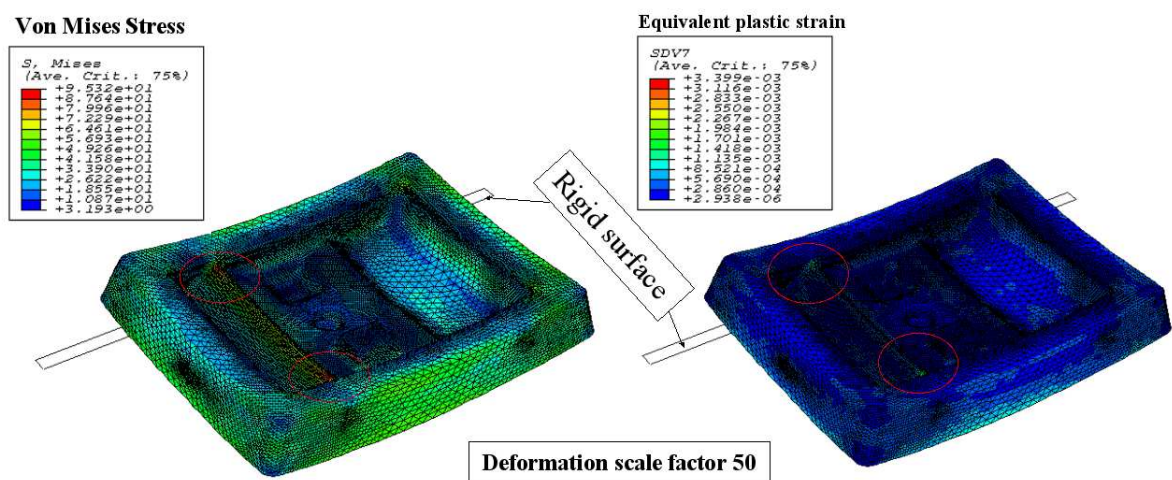 Von Mises Stress
S, Mises
(Ave. Crit.: 75%)
+9.532e+01
+8.764e+01
+7.996e+01
+7.229e+01
+6.461e+01
+5.693e+01
+4.926e+01
+4.158e+01
+3.390e+01
+2.622e+01
+1.855e+01
+1.087e+01
+3.193e+00
Equivalent plastic strain
SDV7
(Ave. Crit.: 75%)
+3.399e-03
+3.116e-03
+2.833e-03
+2.550e-03
+2.267e-03
+1.984e-03
+1.701e-03
+1.418e-03
+1.135e-03
+8.521e-04
+5.690e-04
+2.860e-04
+2.938e-06
Rigid surface
Deformation scale factor 50